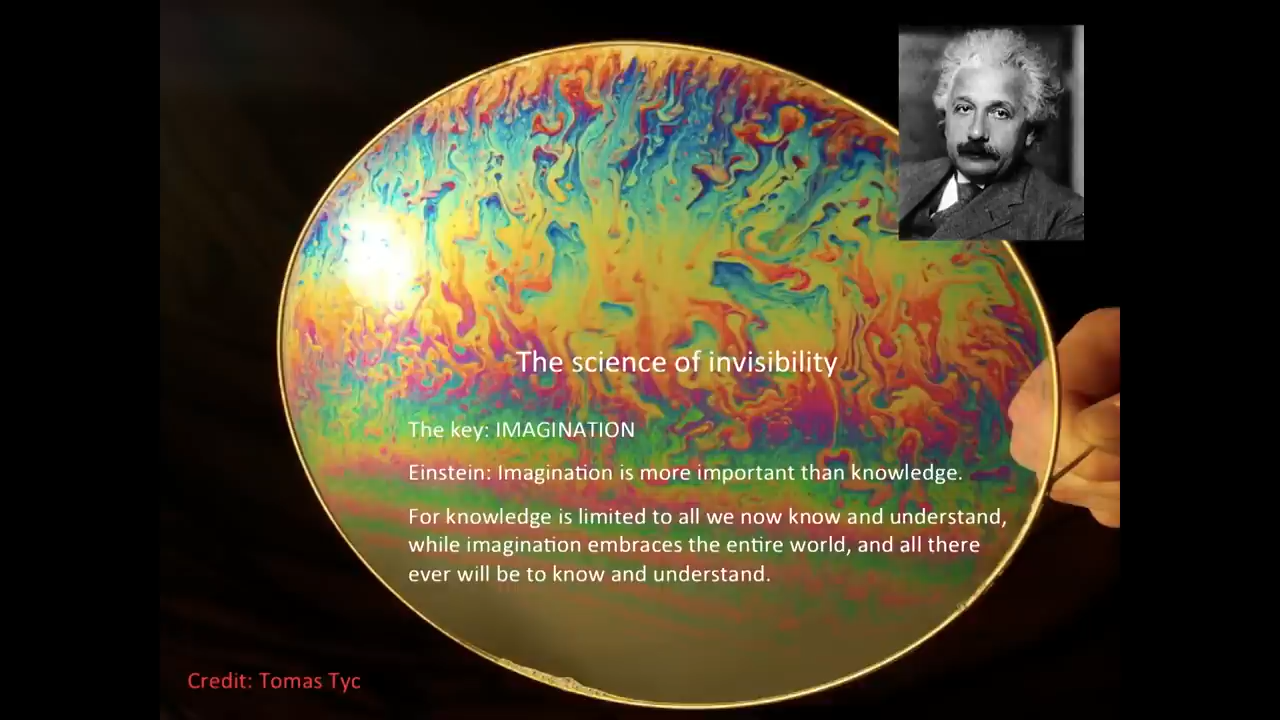 The science of invisibility
The key: IMAGINATION
Einstein: Imagination is more important than knowledge.
For knowledge is limited to all we now know and understand,
while imagination embraces the entire world, and all there
ever will be to know and understand.
Credit: Tomas Tyc